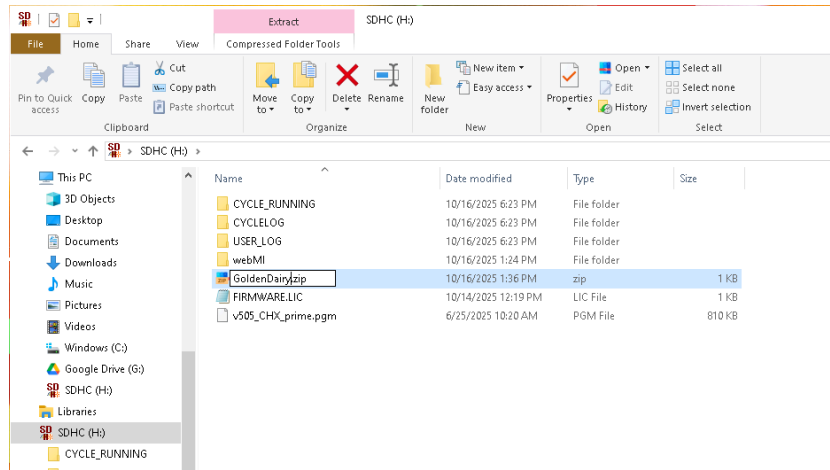 Extract
SDHC (H:)
File Home Share View Compressed Folder Tools
Pin to Quick access
Copy
Paste
Cut
Copy path
Paste shortcut
Move to
Copy to
Delete
Rename
New folder
New item
Easy access
Properties
Open
Edit
History
Select all
Select none
Invert selection
Clipboard Organize New Open Select
SDHC (H:)
This PC
3D Objects
Desktop
Documents
Downloads
Music
Pictures
Videos
Windows (C:)
Google Drive (G:)
SDHC (H:)
Libraries
SDHC (H:)
CYCLE_RUNNING
Name Date modified Type Size
CYCLE_RUNNING 10/16/2025 6:23 PM File folder
CYCLELOG 10/16/2025 6:23 PM File folder
USER_LOG 10/16/2025 6:23 PM File folder
webMI 10/16/2025 1:24 PM File folder
GoldenDairy.zip 10/16/2025 1:36 PM zip 1 KB
FIRMWARE.LIC 10/14/2025 12:19 PM LIC File 1 KB
v505_CHX_prime.pgm 6/25/2025 10:20 AM PGM File 810 KB